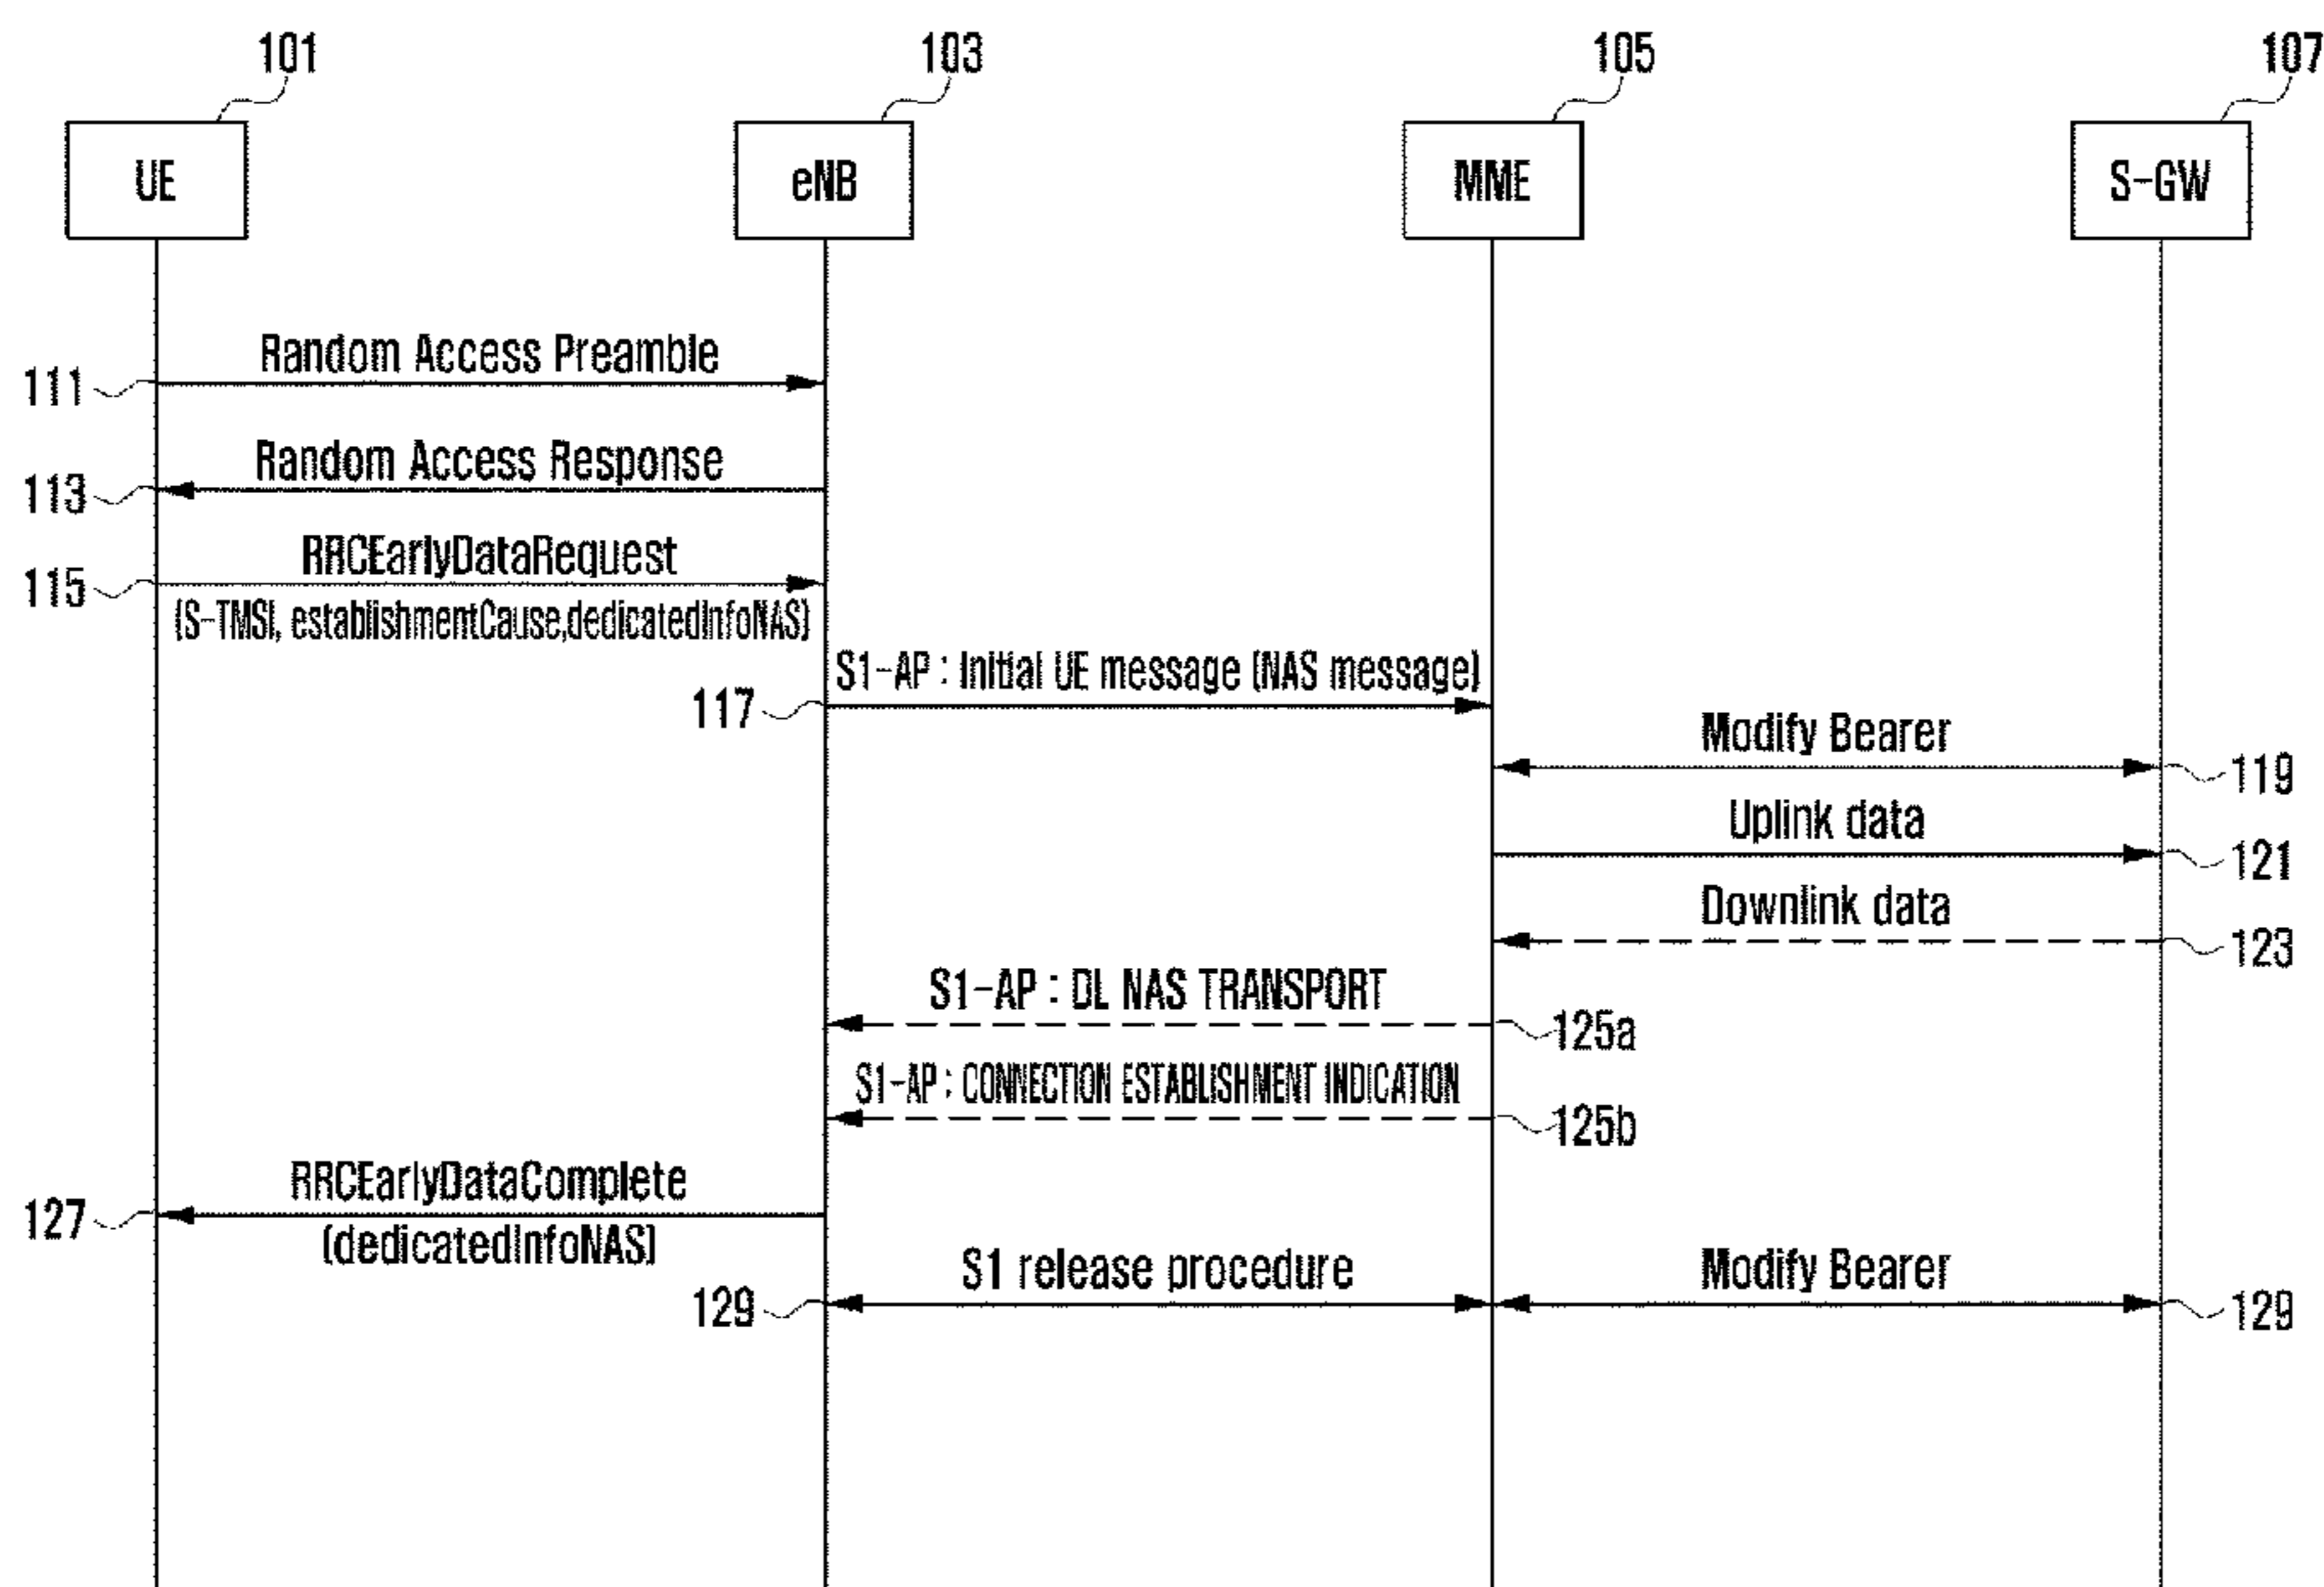 101
103
105
107
UE
eNB
MME
S-GW
Random Access Preamble
111
Random Access Response
113
RRCEarlyDataRequest
115
(S-TMSI, establishmentCause,dedicatedInfoNAS)
S1-AP : Initial UE message (NAS message)
117
Modify Bearer
119
Uplink data
121
Downlink data
123
S1-AP : DL NAS TRANSPORT
125a
S1-AP : CONNECTION ESTABLISHMENT INDICATION
125b
RRCEarlyDataComplete
127
(dedicatedInfoNAS)
S1 release procedure
Modify Bearer
129
129